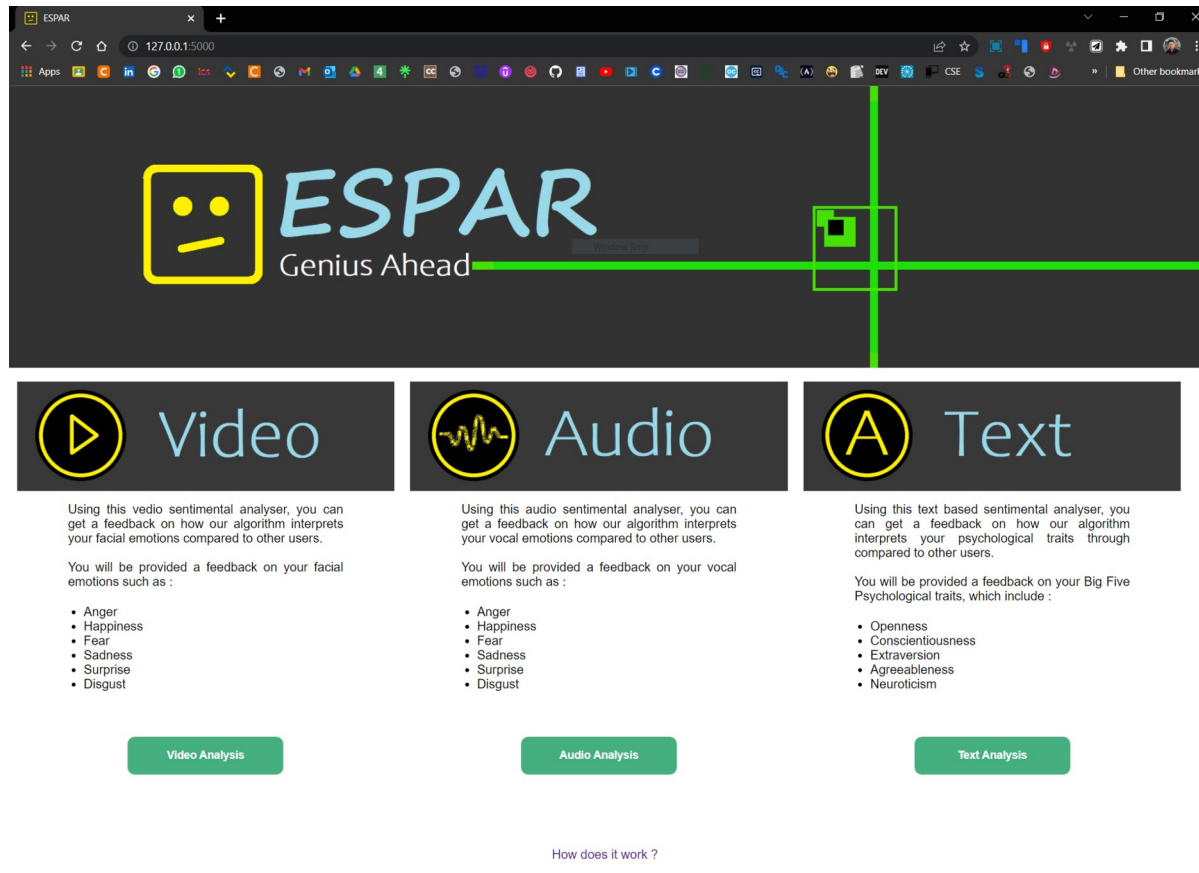 ESPAR
127.0.0.1:5000
Apps
CSE
Other bookmark
ESPAR
Genius Ahead
Window Snip
Video
Using this vedio sentimental analyser, you can
get a feedback on how our algorithm interprets
your facial emotions compared to other users.
You will be provided a feedback on your facial
emotions such as :
Anger
Happiness
Fear
Sadness
Surprise
Disgust
Video Analysis
Audio
Using this audio sentimental analyser, you can
get a feedback on how our algorithm interprets
your vocal emotions compared to other users.
You will be provided a feedback on your vocal
emotions such as :
Anger
Happiness
Fear
Sadness
Surprise
Disgust
Audio Analysis
A Text
Using this text based sentimental analyser, you
can get a feedback on how our algorithm
interprets your psychological traits through
compared to other users.
You will be provided a feedback on your Big Five
Psychological traits, which include :
Openness
Conscientiousness
Extraversion
Agreeableness
Neuroticism
Text Analysis
How does it work ?